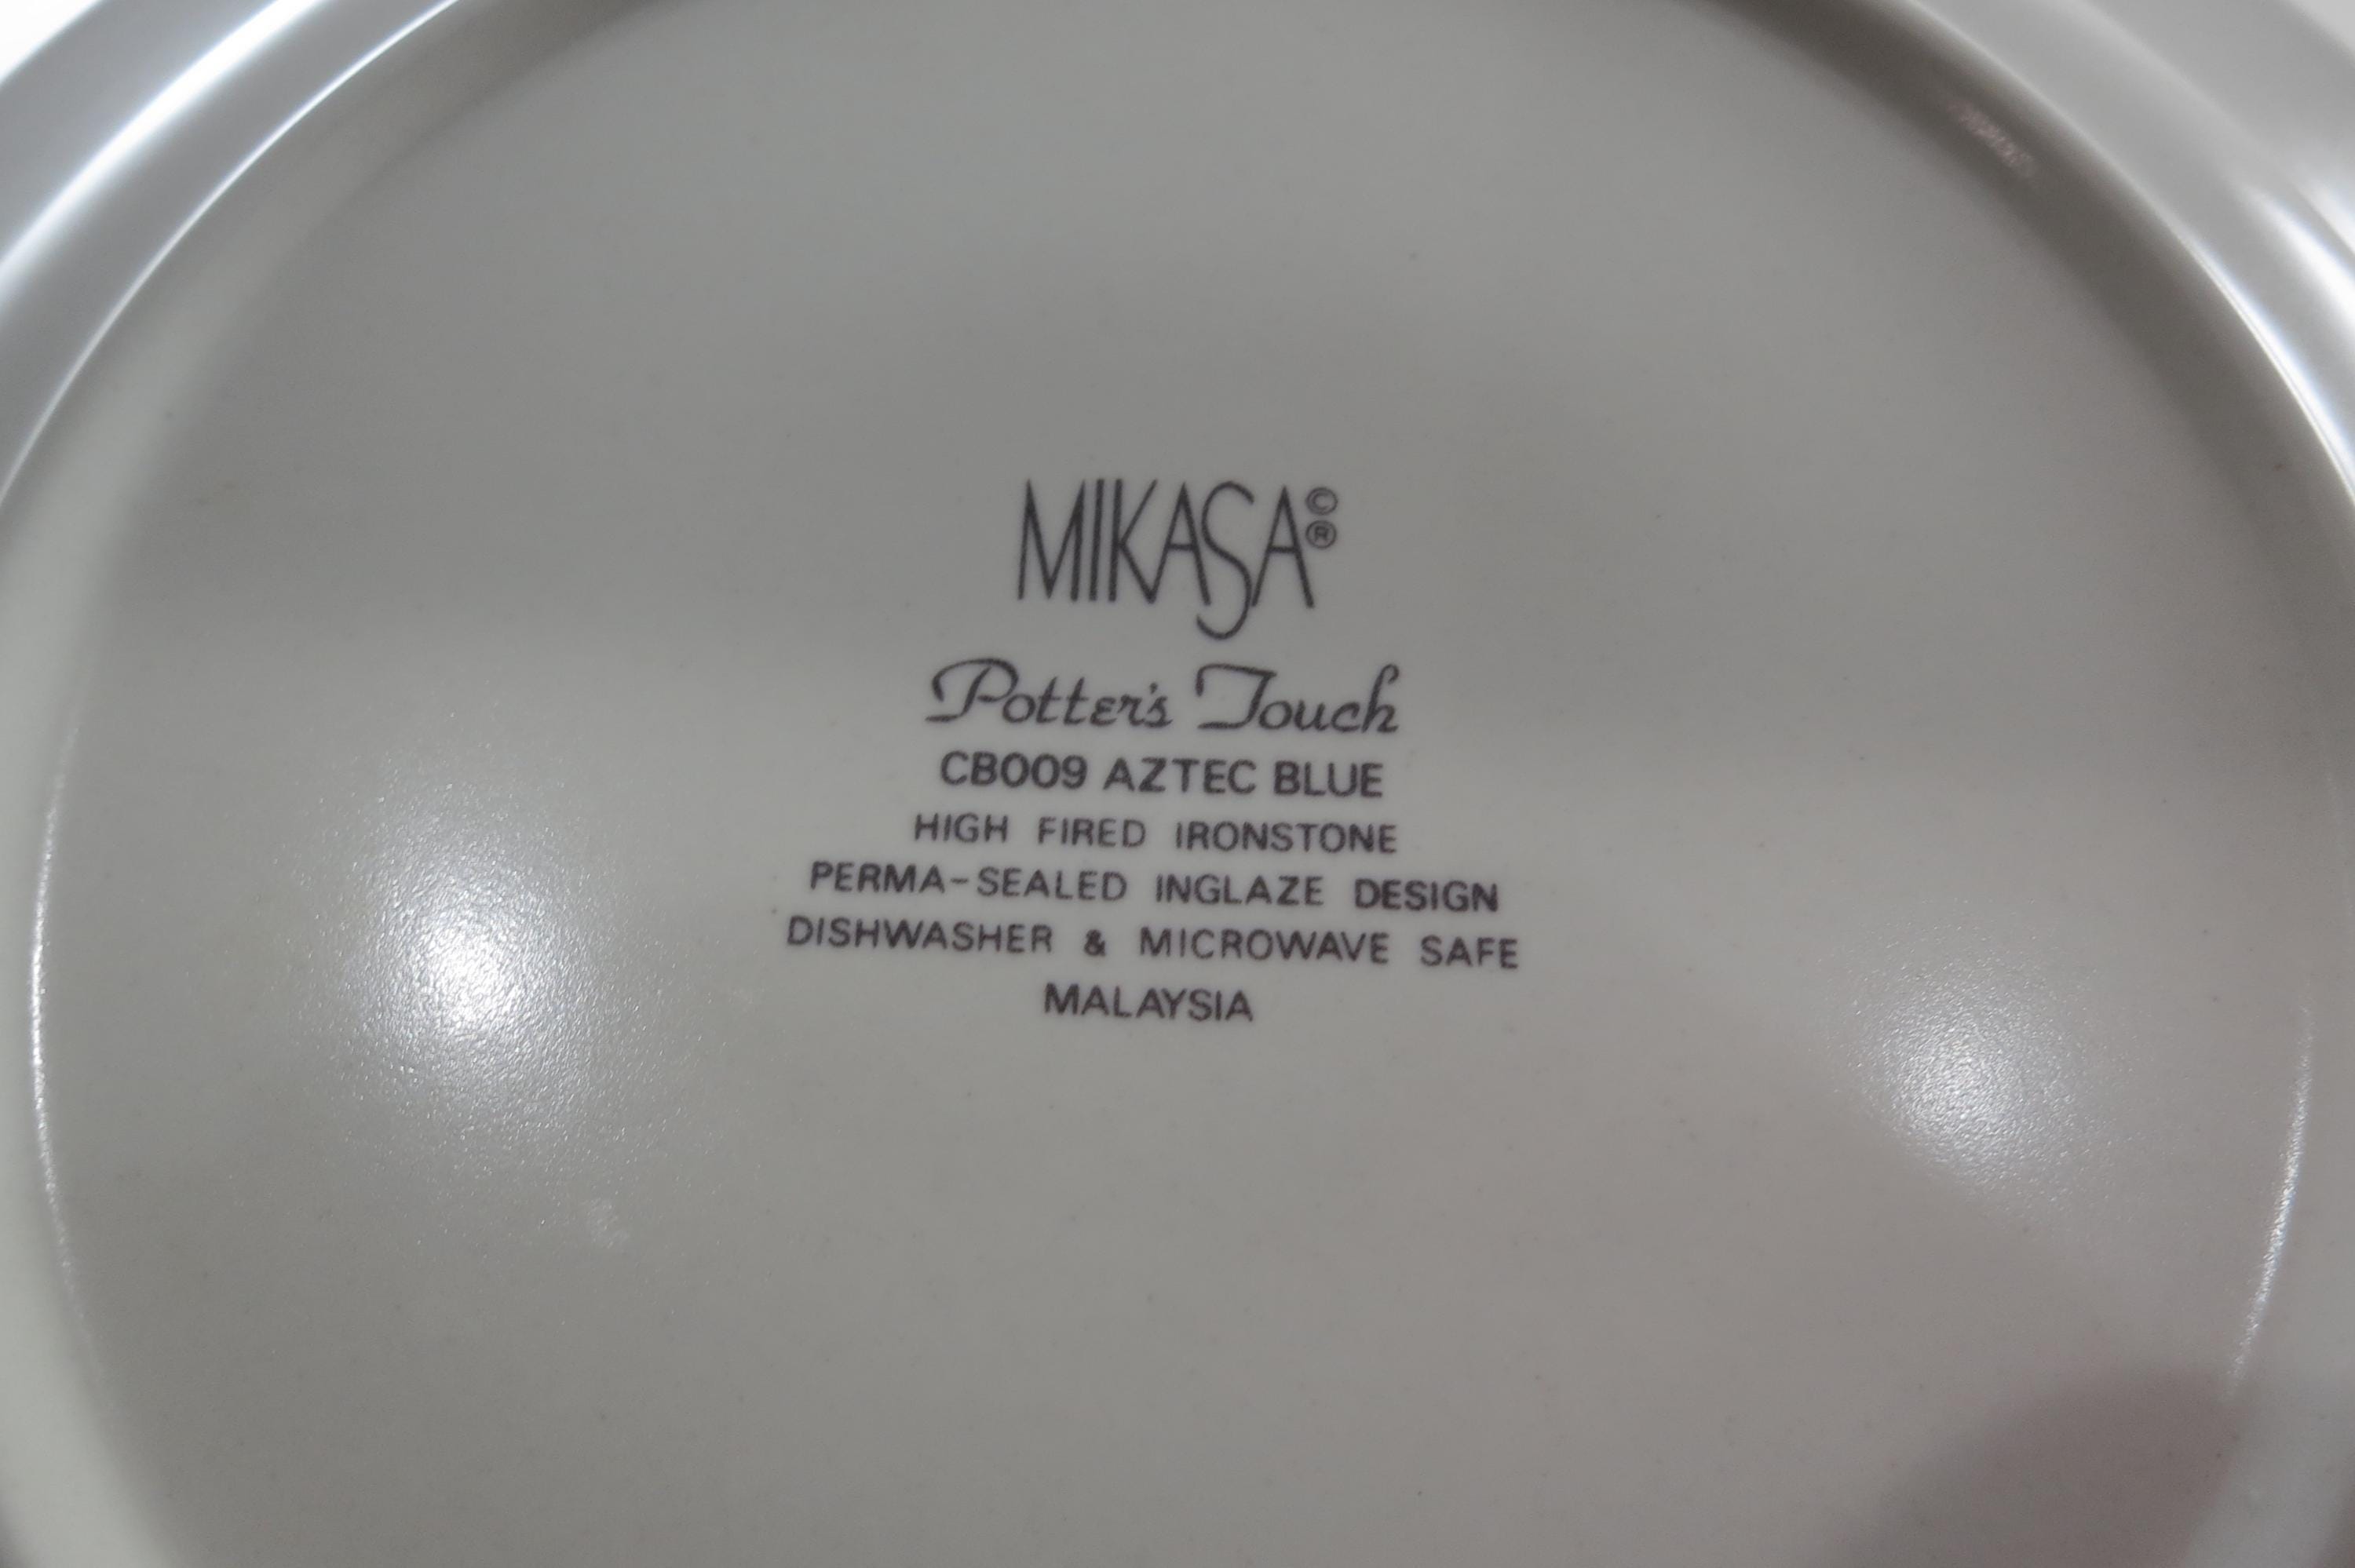 MIKASA©®
Potter's Touch
CB009 AZTEC BLUE
HIGH FIRED IRONSTONE
PERMA-SEALED INGLAZE DESIGN
DISHWASHER & MICROWAVE SAFE
MALAYSIA